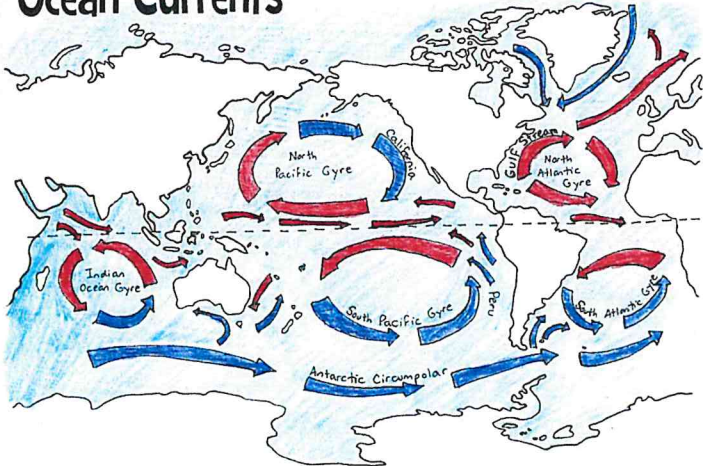 Ocean Currents
North
Pacific Gyre
California
Gulf Stream
North
Atlantic
Gyre
Indian
Ocean Gyre
South Pacific Gyre
Peru
South Atlantic Gyre
Antarctic Circumpolar